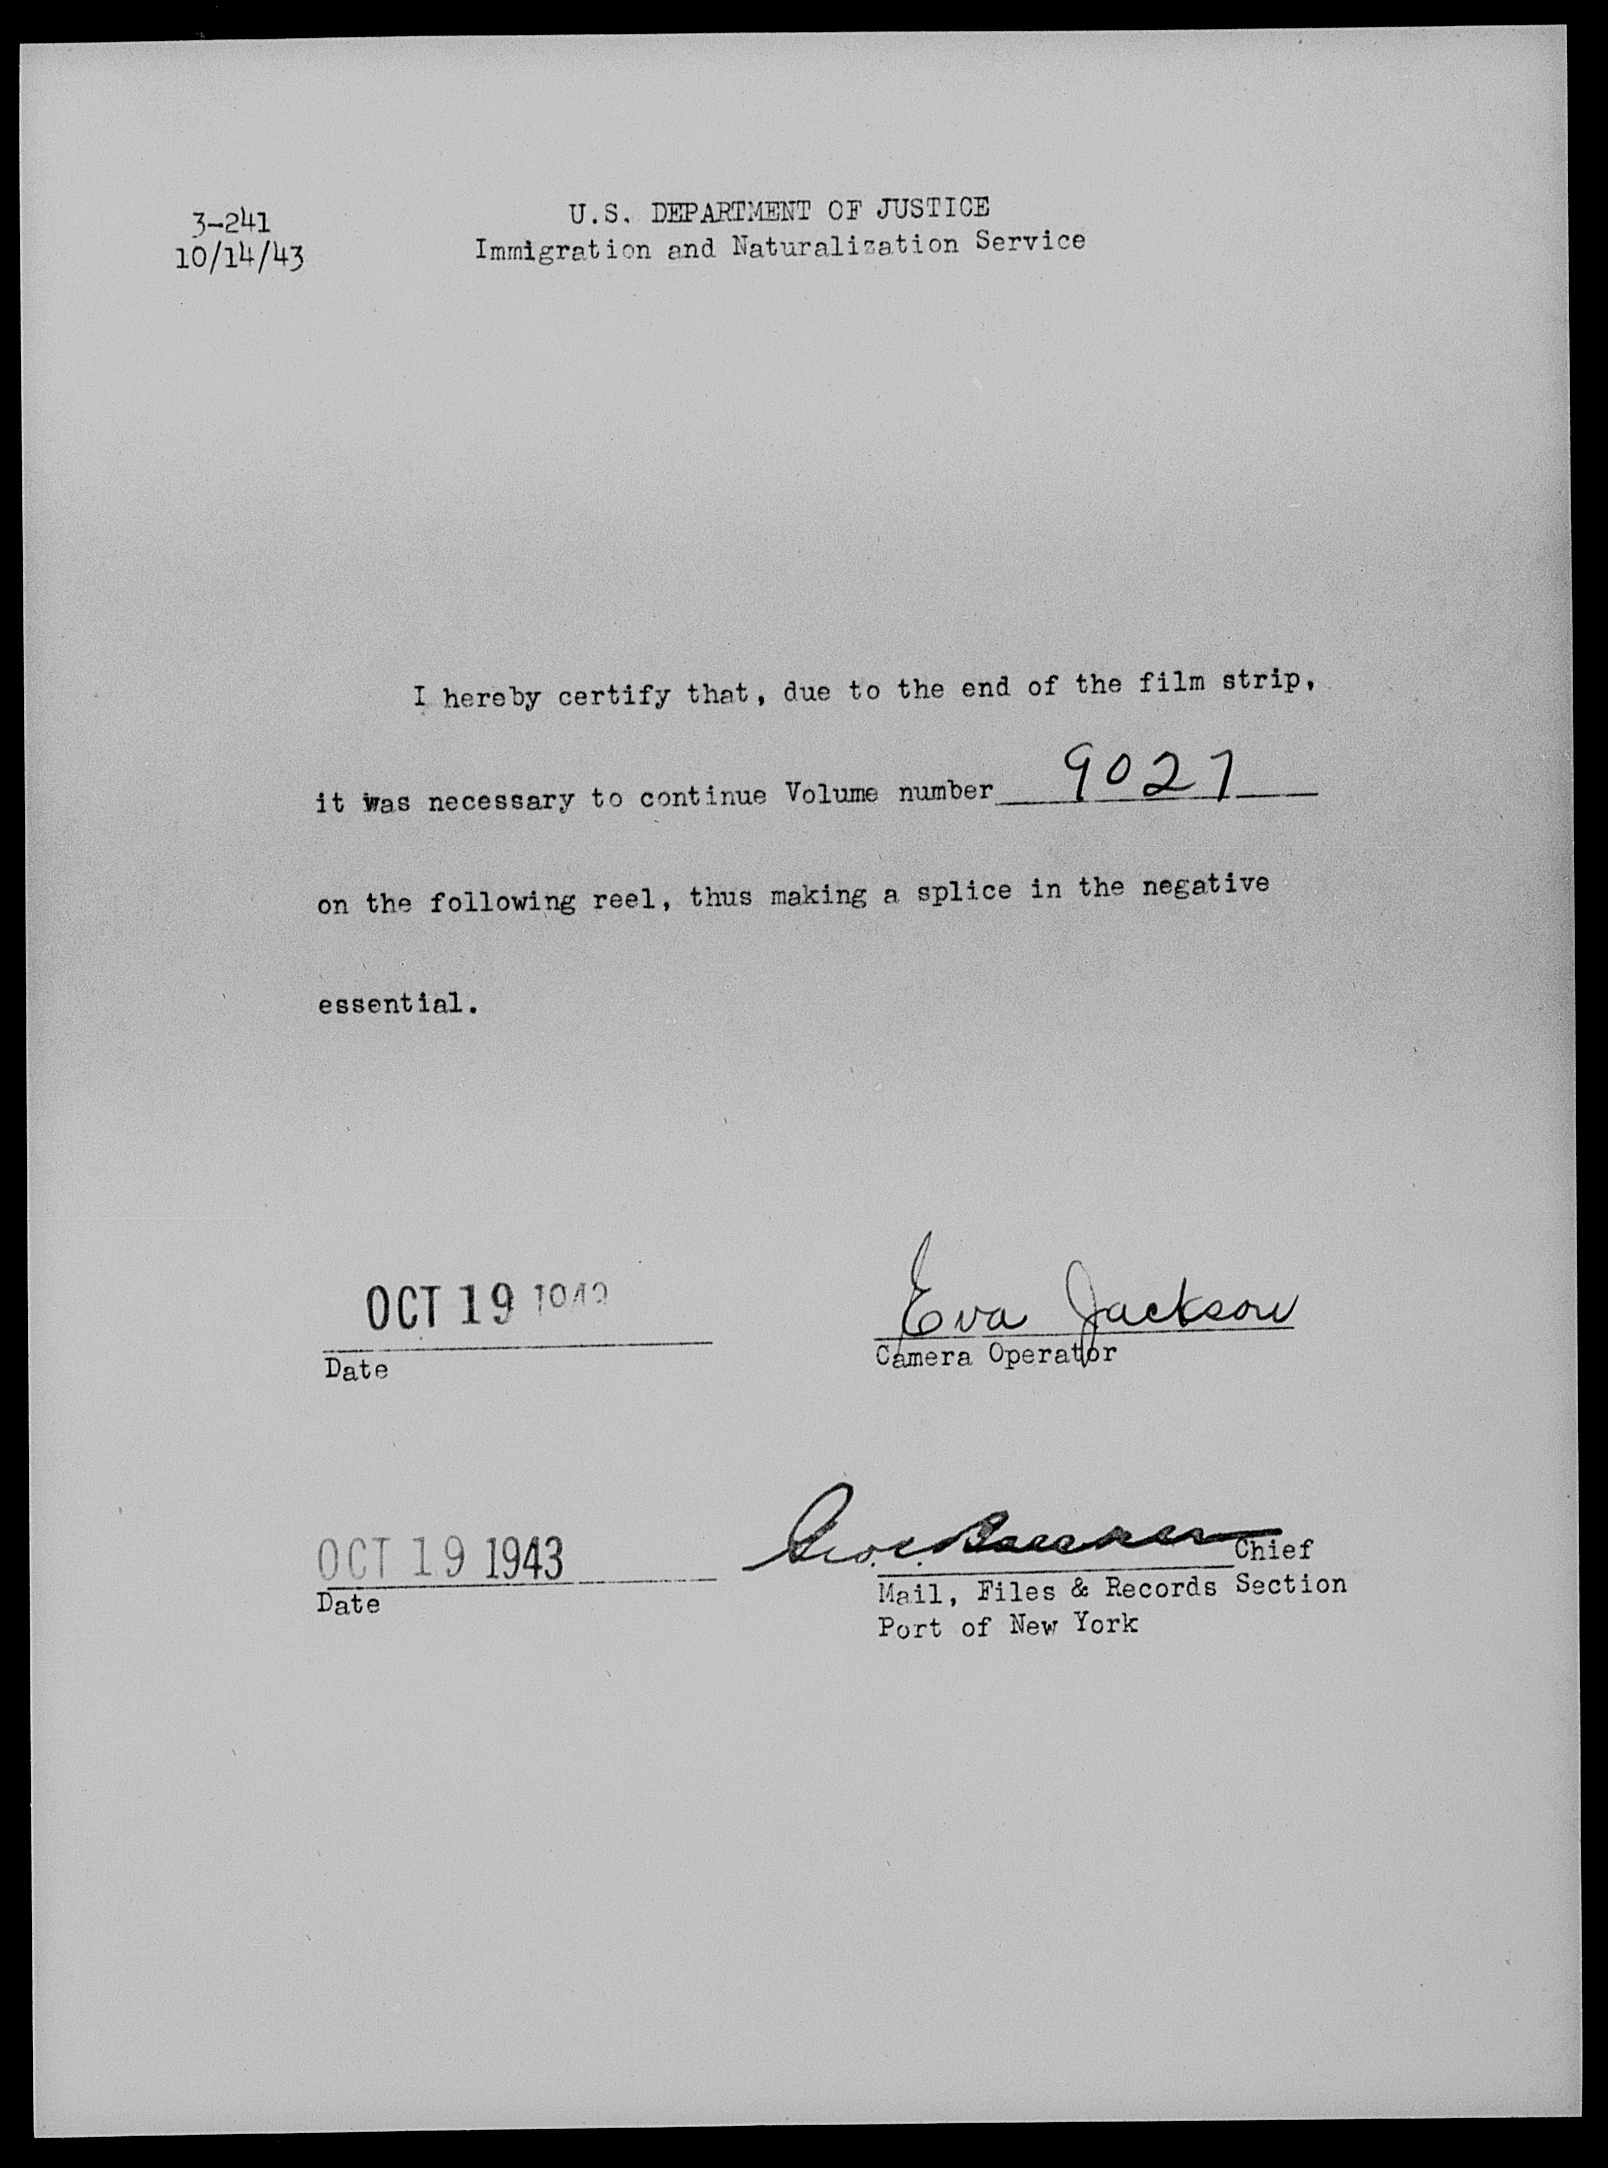 3-241
10/14/43
U.S. DEPARTMENT OF JUSTICE
Immigration and Naturalization Service
I hereby certify that, due to the end of the film strip,
it was necessary to continue Volume number 9027
on the following reel, thus making a splice in the negative
essential.
OCT 19 1943
Date
Eva Jackson
Camera Operator
OCT 19 1943
Date
Chief
Mail, Files & Records Section
Port of New York